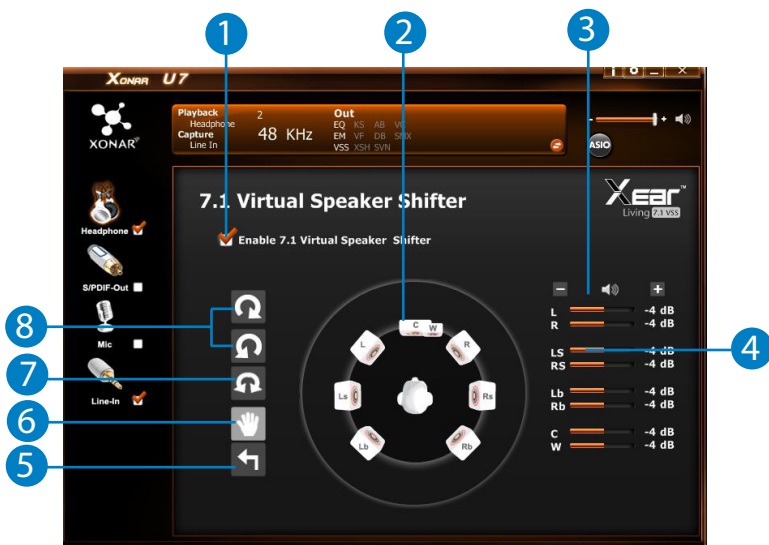 1 2 3
XONAR U7
XONAR®
Playback 2 Out
Headphone EQ KS AB VC
Capture 48 KHz EM VF DB SMX
Line In VSS XSH SVN
- +
ASIO
7.1 Virtual Speaker Shifter
Xear™
Living 7.1 VSS
Enable 7.1 Virtual Speaker Shifter
Headphone
S/PDIF-Out
Mic
Line-In
C W
L R
Ls Rs
Lb Rb
- +
L -4 dB
R -4 dB
LS -4 dB
RS -4 dB
Lb -4 dB
Rb -4 dB
C -4 dB
W -4 dB
8
7
6
5
4